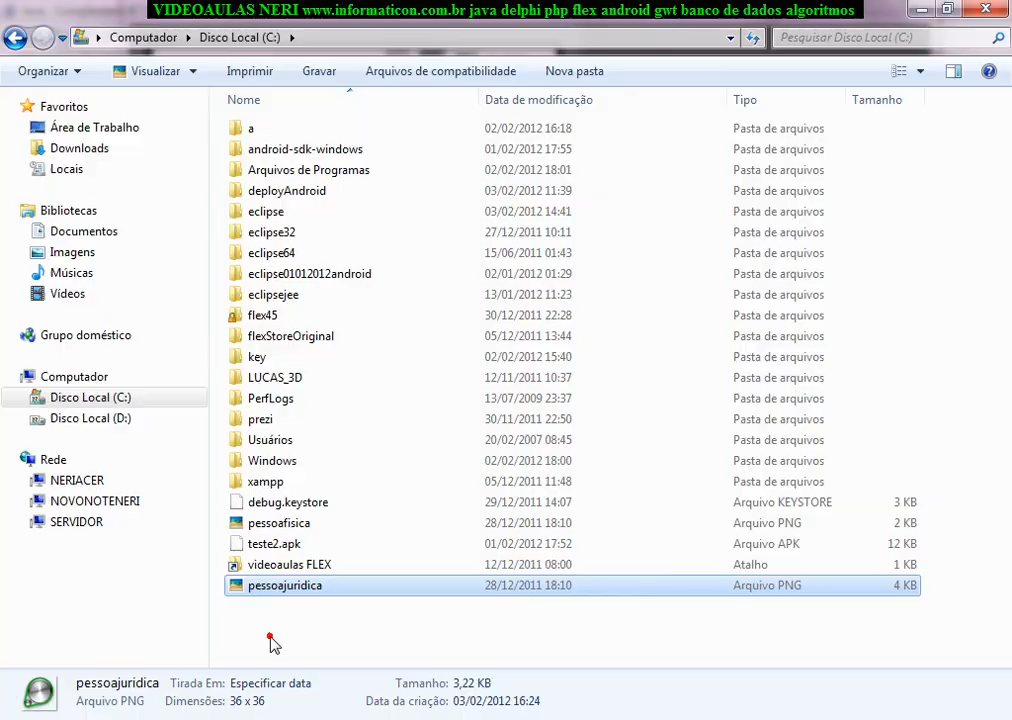 VIDEOAULAS NERI www.informaticon.com.br java delphi php flex android gwt banco de dados algoritmos
Computador Disco Local (C:) Pesquisar Disco Local (C:)
Organizar Visualizar Imprimir Gravar Arquivos de compatibilidade Nova pasta
Nome Data de modificação Tipo Tamanho
Favoritos
Área de Trabalho
Downloads
Locais
Bibliotecas
Documentos
Imagens
Músicas
Vídeos
Grupo doméstico
Computador
Disco Local (C:)
Disco Local (D:)
Rede
NERIACER
NOVONOTENERI
SERVIDOR
a 02/02/2012 16:18 Pasta de arquivos
android-sdk-windows 01/02/2012 17:55 Pasta de arquivos
Arquivos de Programas 02/02/2012 18:01 Pasta de arquivos
deployAndroid 03/02/2012 11:39 Pasta de arquivos
eclipse 03/02/2012 14:41 Pasta de arquivos
eclipse32 27/12/2011 10:11 Pasta de arquivos
eclipse64 15/06/2011 01:43 Pasta de arquivos
eclipse01012012android 02/01/2012 01:29 Pasta de arquivos
eclipsejee 13/01/2012 11:23 Pasta de arquivos
flex45 30/12/2011 22:28 Pasta de arquivos
flexStoreOriginal 05/12/2011 13:44 Pasta de arquivos
key 02/02/2012 15:40 Pasta de arquivos
LUCAS_3D 12/11/2011 10:37 Pasta de arquivos
PerfLogs 13/07/2009 23:37 Pasta de arquivos
prezi 30/11/2011 22:50 Pasta de arquivos
Usuários 20/02/2007 08:45 Pasta de arquivos
Windows 02/02/2012 18:00 Pasta de arquivos
xampp 05/12/2011 11:48 Pasta de arquivos
debug.keystore 29/12/2011 14:07 Arquivo KEYSTORE 3 KB
pessoafisica 28/12/2011 18:10 Arquivo PNG 2 KB
teste2.apk 01/02/2012 17:52 Arquivo APK 12 KB
videoaulas FLEX 12/12/2011 08:00 Atalho 1 KB
pessoajuridica 28/12/2011 18:10 Arquivo PNG 4 KB
pessoajuridica Tirada Em: Especificar data Tamanho: 3,22 KB
Arquivo PNG Dimensões: 36 x 36 Data da criação: 03/02/2012 16:24